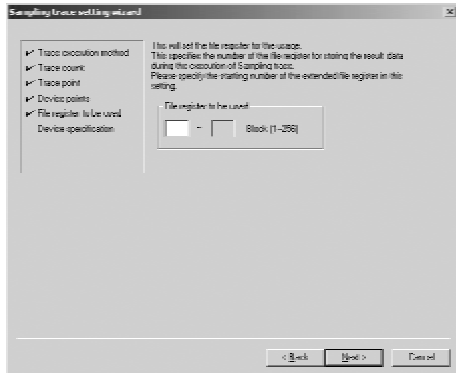 Sampling trace setting wizard
Trace execution method
Trace count
Trace point
Device points
File register to be used
Device specification
This will set the file register for the usage.
This specifies the number of the file register for storing the result data
during the execution of Sampling trace.
Please specify the starting number of the extended file register in this
setting.
File register to be used
~ Block (1-256)
< Back Next > Cancel